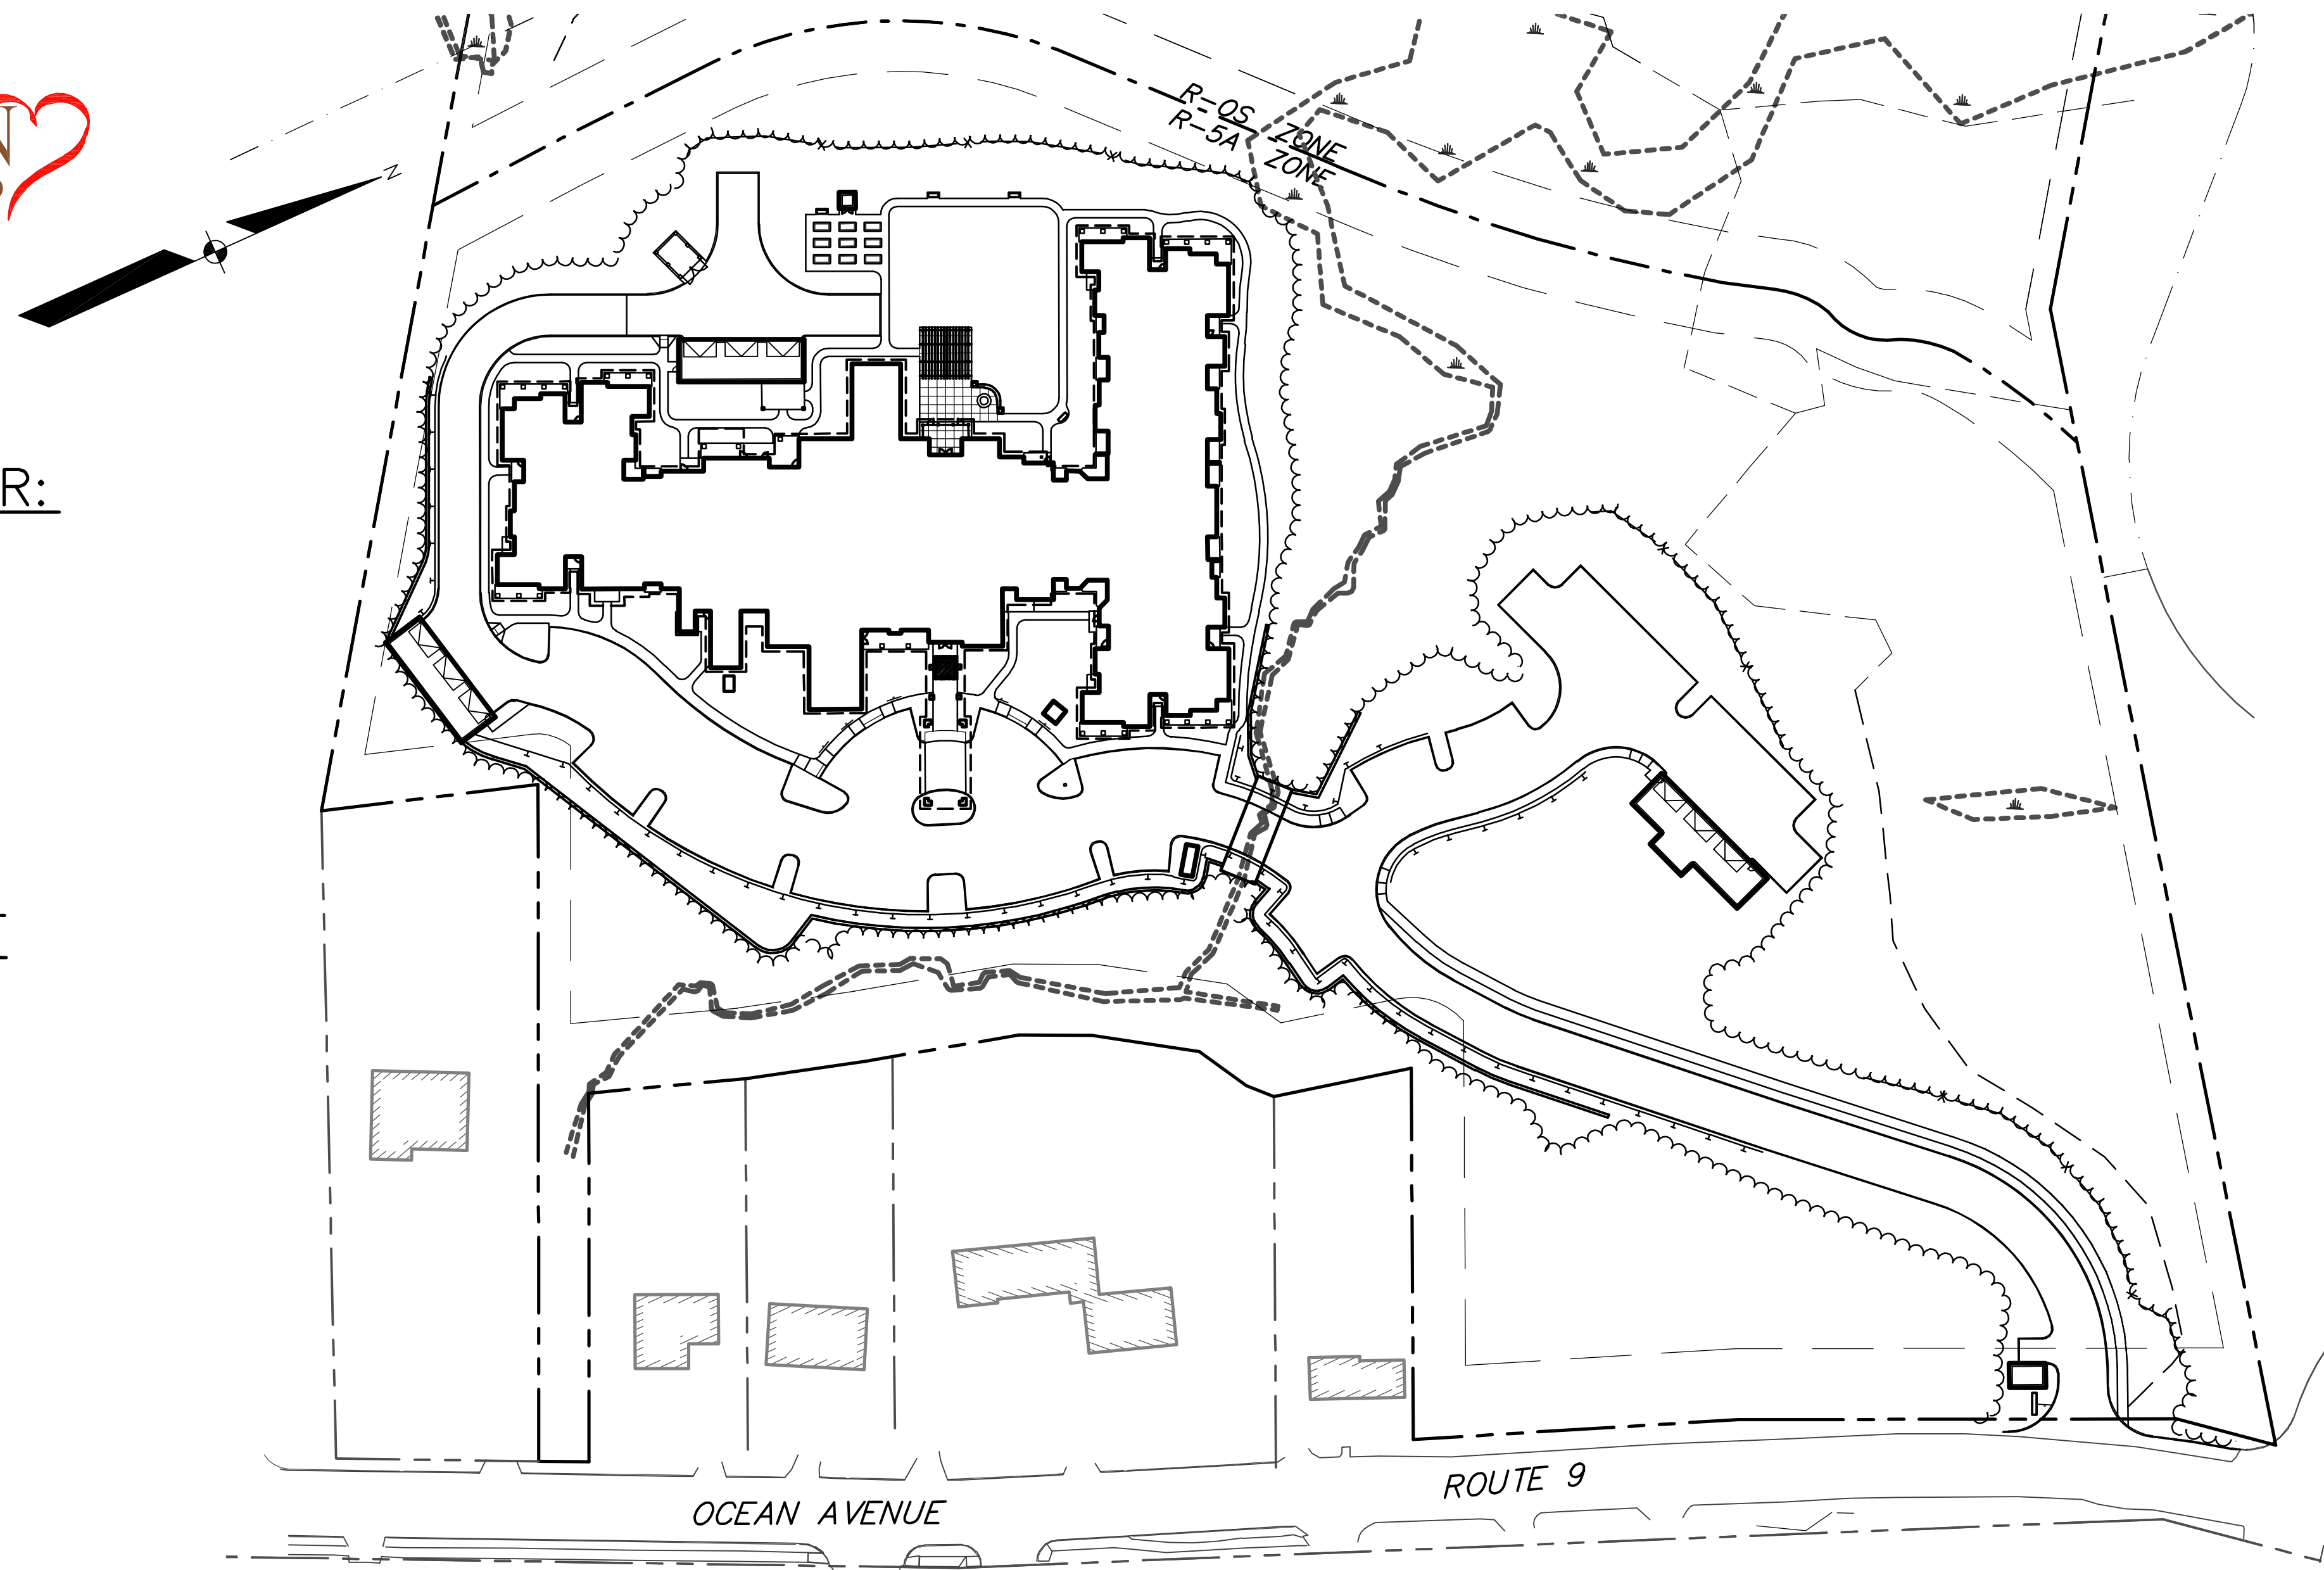 N
R:
N
R-OS ZONE
R-5A ZONE
ROUTE 9
OCEAN AVENUE